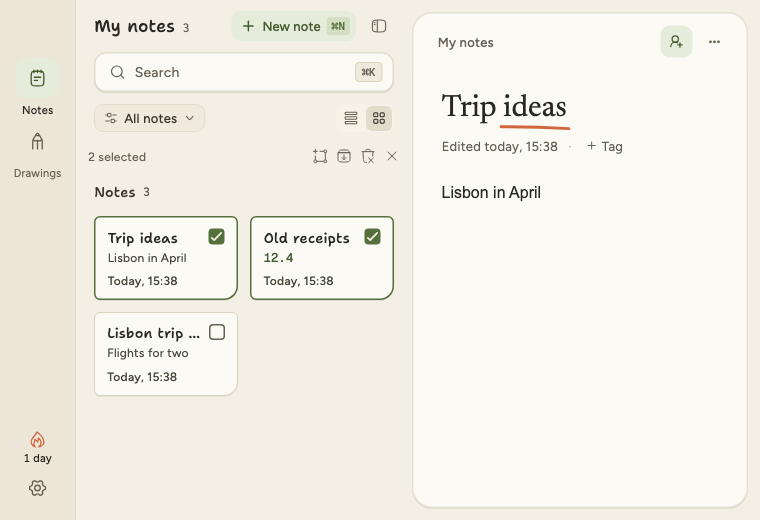 Notes
Drawings
1 day
My notes 3
New note ⌘N
Search ⌘K
All notes
2 selected
Notes 3
Trip ideas
Lisbon in April
Today, 15:38
Old receipts
12.4
Today, 15:38
Lisbon trip ...
Flights for two
Today, 15:38
My notes
Trip ideas
Edited today, 15:38 · + Tag
Lisbon in April